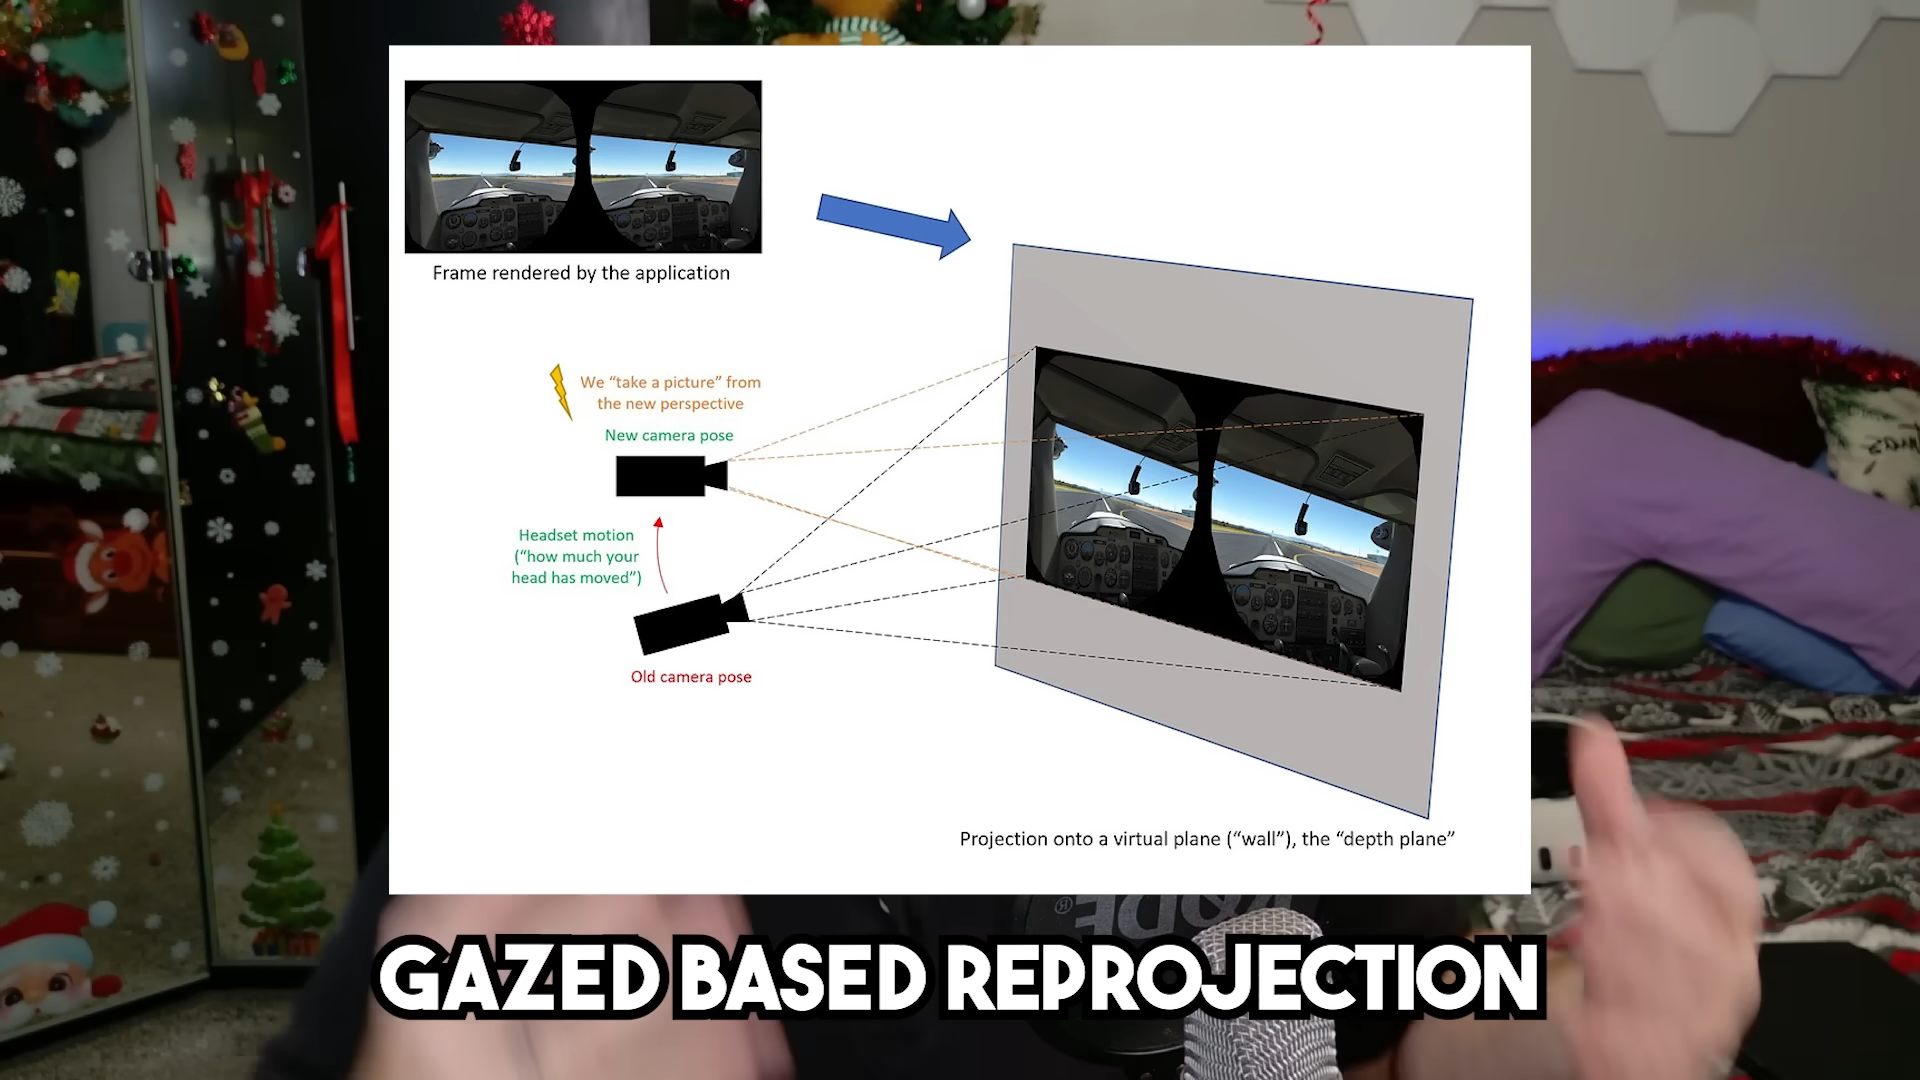 Frame rendered by the application
We “take a picture” from
the new perspective
New camera pose
Headset motion
(“how much your
head has moved”)
Old camera pose
Projection onto a virtual plane (“wall”), the “depth plane”
RØDE®
GAZED BASED REPROJECTION